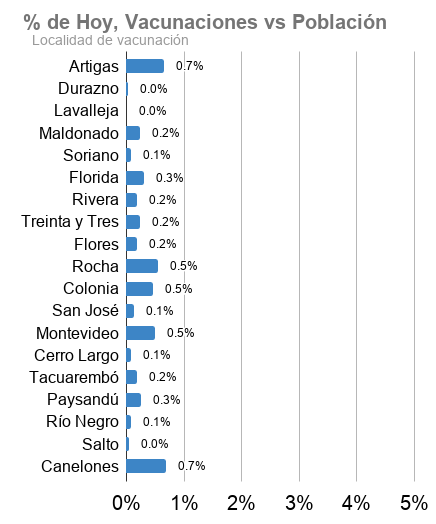 % de Hoy, Vacunaciones vs Población
Localidad de vacunación
Artigas 0.7%
Durazno 0.0%
Lavalleja 0.0%
Maldonado 0.2%
Soriano 0.1%
Florida 0.3%
Rivera 0.2%
Treinta y Tres 0.2%
Flores 0.2%
Rocha 0.5%
Colonia 0.5%
San José 0.1%
Montevideo 0.5%
Cerro Largo 0.1%
Tacuarembó 0.2%
Paysandú 0.3%
Río Negro 0.1%
Salto 0.0%
Canelones 0.7%
0% 1% 2% 3% 4% 5%